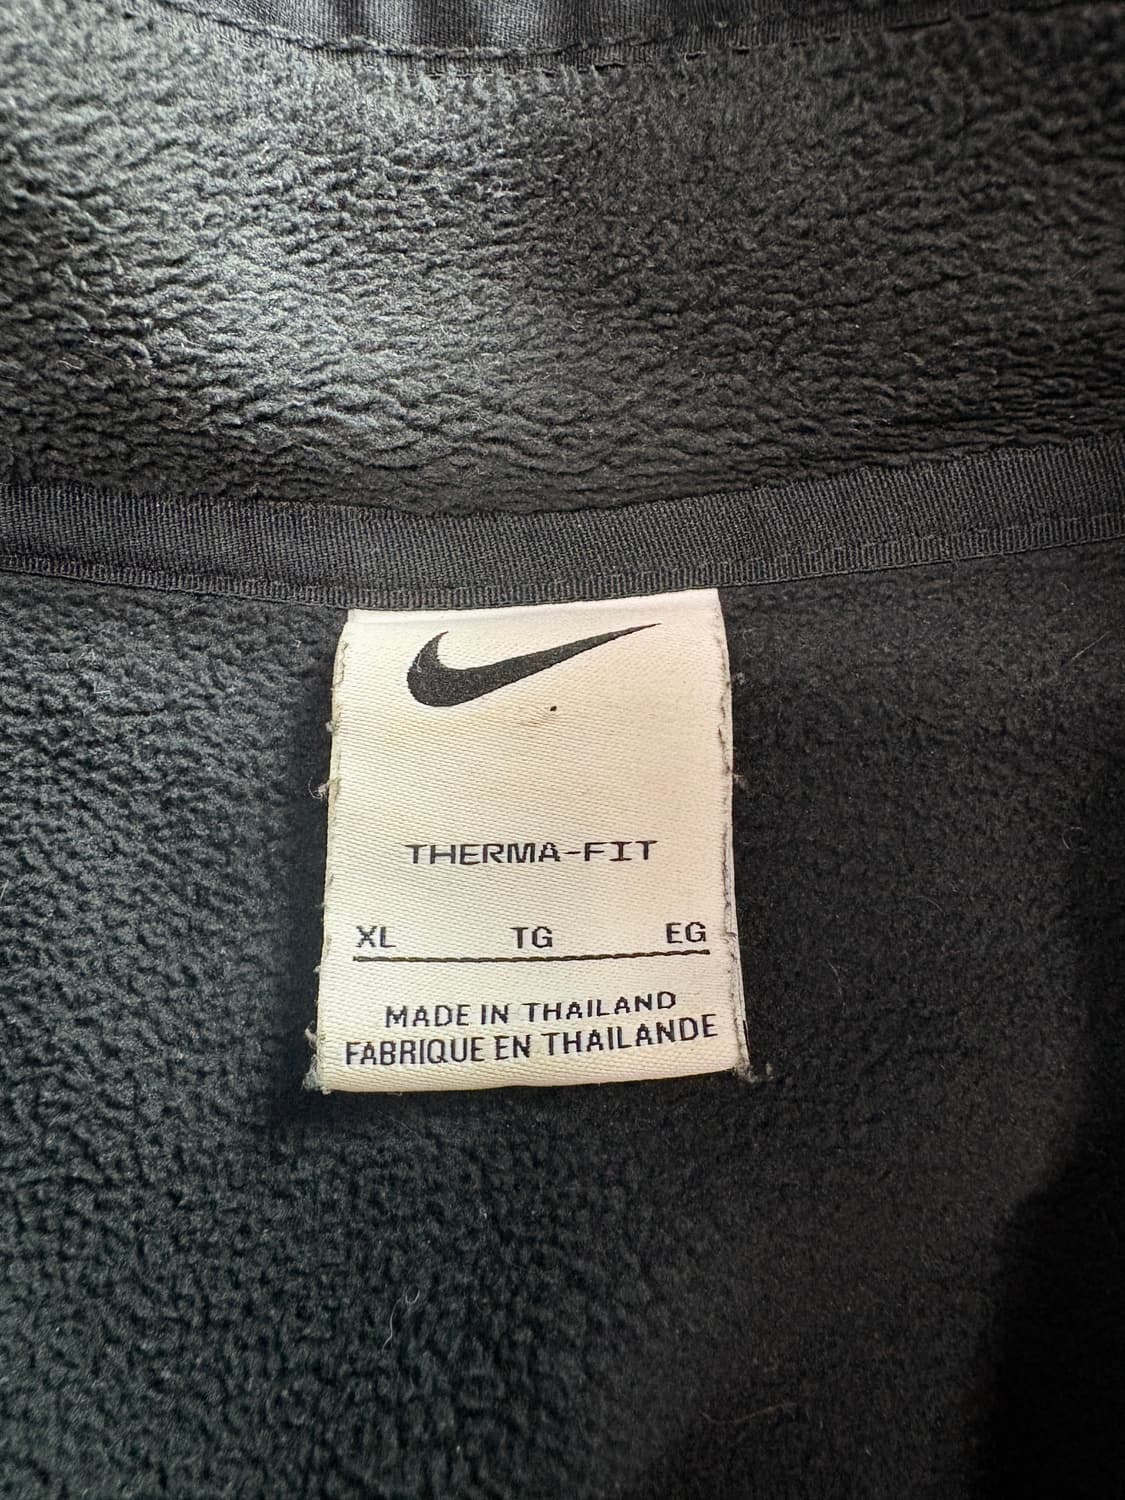 THERMA-FIT
XL TG EG
MADE IN THAILAND
FABRIQUE EN THAILANDE